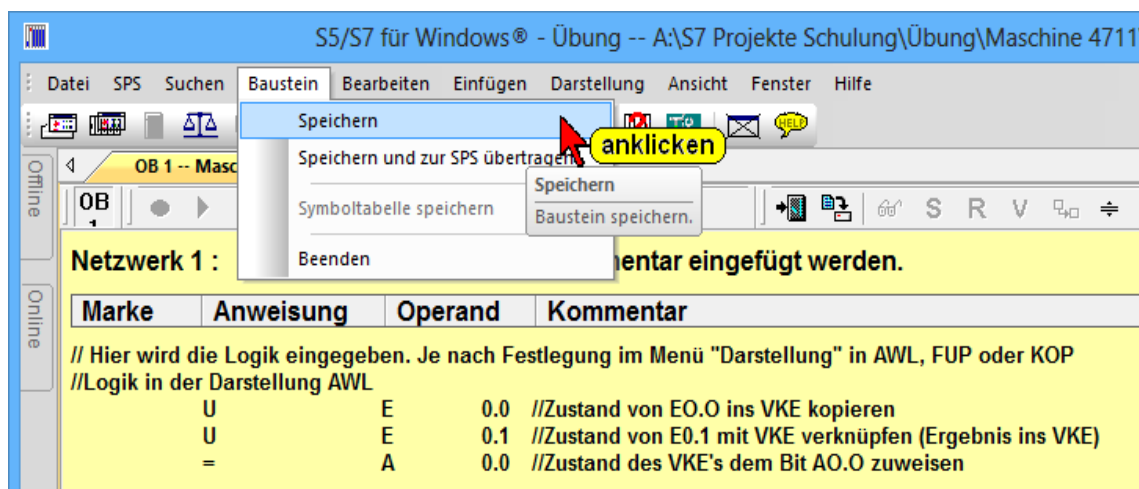 S5/S7 für Windows® - Übung -- A:\S7 Projekte Schulung\Übung\Maschine 4711
Datei SPS Suchen Baustein Bearbeiten Einfügen Darstellung Ansicht Fenster Hilfe
HELP
Speichern
anklicken
Speichern und zur SPS übertragen
Speichern
Baustein speichern.
Symboltabelle speichern
Beenden
Offline
Online
OB 1 -- Masc
OB
1
S R V
Netzwerk 1 : mentar eingefügt werden.
Marke Anweisung Operand Kommentar
// Hier wird die Logik eingegeben. Je nach Festlegung im Menü "Darstellung" in AWL, FUP oder KOP
//Logik in der Darstellung AWL
U E 0.0 //Zustand von EO.O ins VKE kopieren
U E 0.1 //Zustand von E0.1 mit VKE verknüpfen (Ergebnis ins VKE)
= A 0.0 //Zustand des VKE's dem Bit AO.O zuweisen